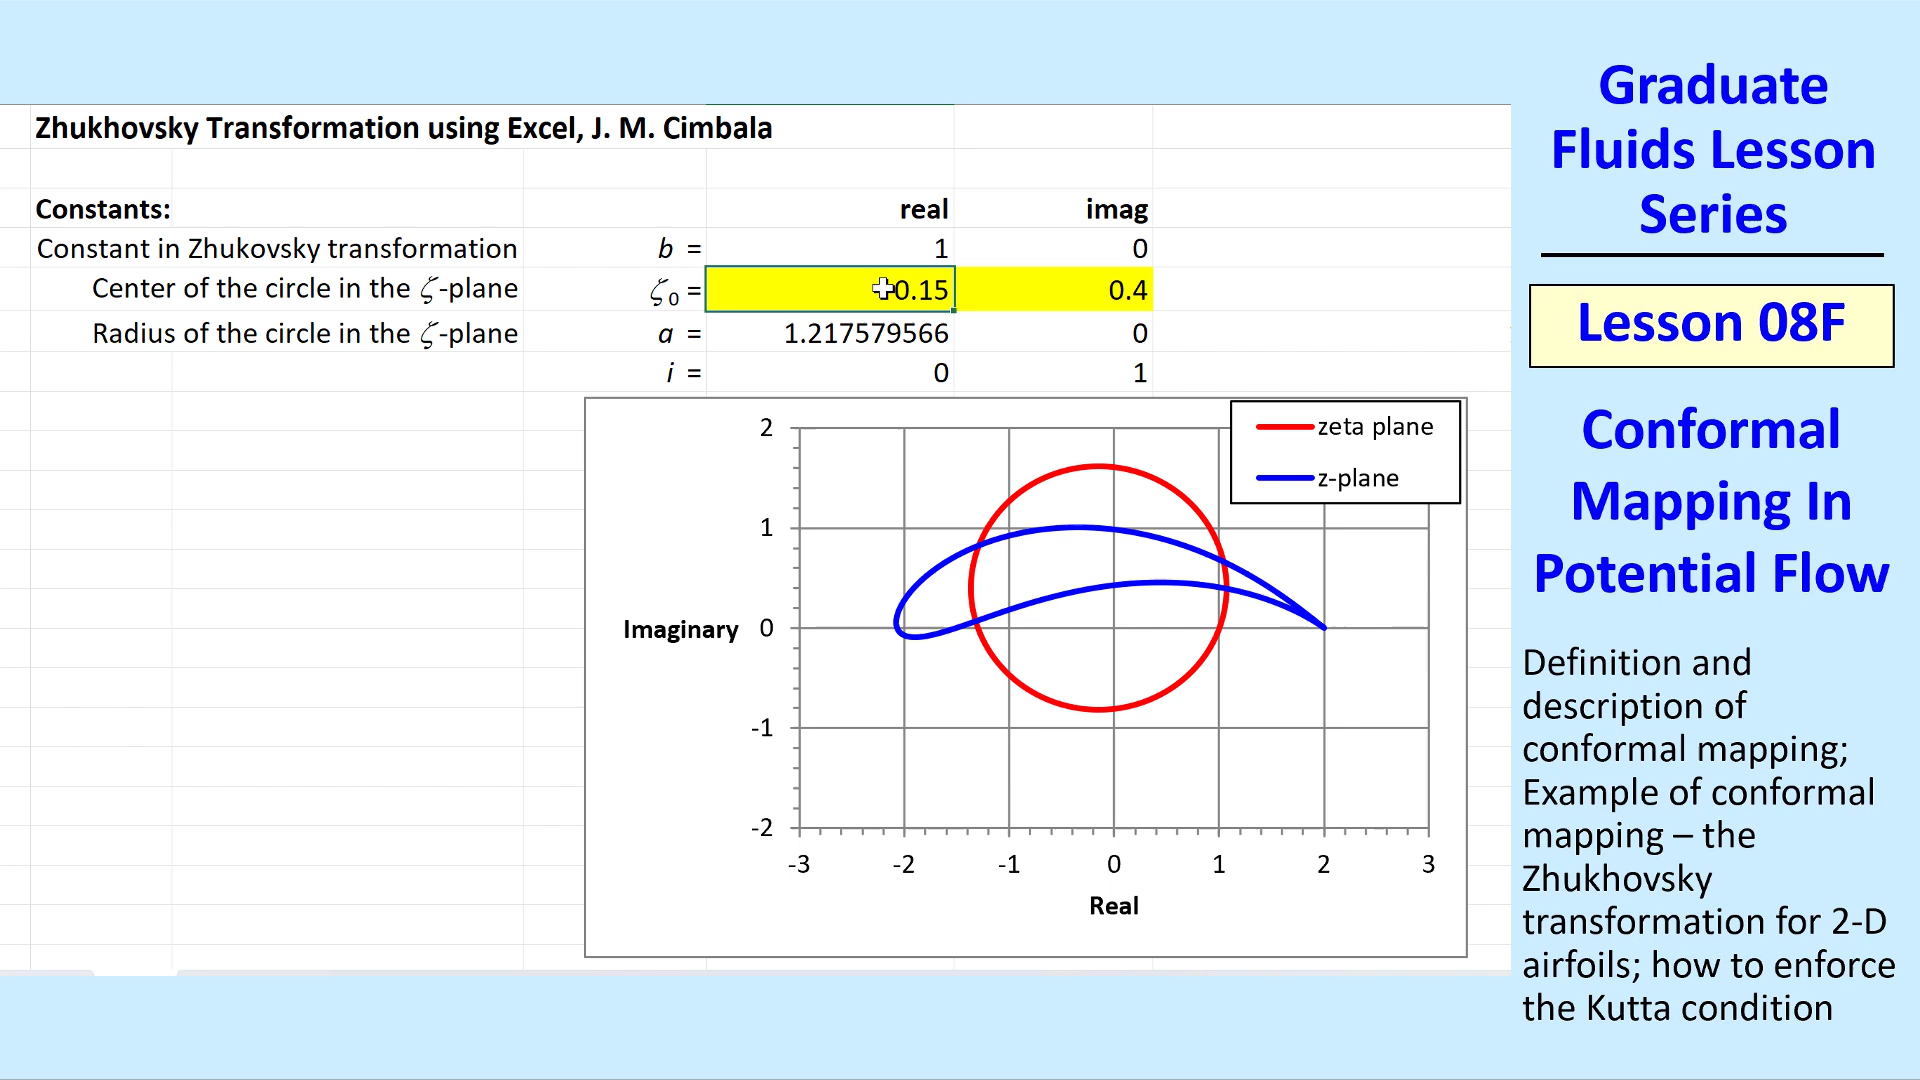 Zhukhovsky Transformation using Excel, J. M. Cimbala
Constants: real imag
Constant in Zhukovsky transformation b = 1 0
Center of the circle in the ζ-plane ζ0 = 0.15 0.4
Radius of the circle in the ζ-plane a = 1.217579566 0
i = 0 1
zeta plane
z-plane
2
1
0
-1
-2
Imaginary
-3 -2 -1 0 1 2 3
Real
Graduate
Fluids Lesson
Series
Lesson 08F
Conformal
Mapping In
Potential Flow
Definition and
description of
conformal mapping;
Example of conformal
mapping – the
Zhukhovsky
transformation for 2-D
airfoils; how to enforce
the Kutta condition